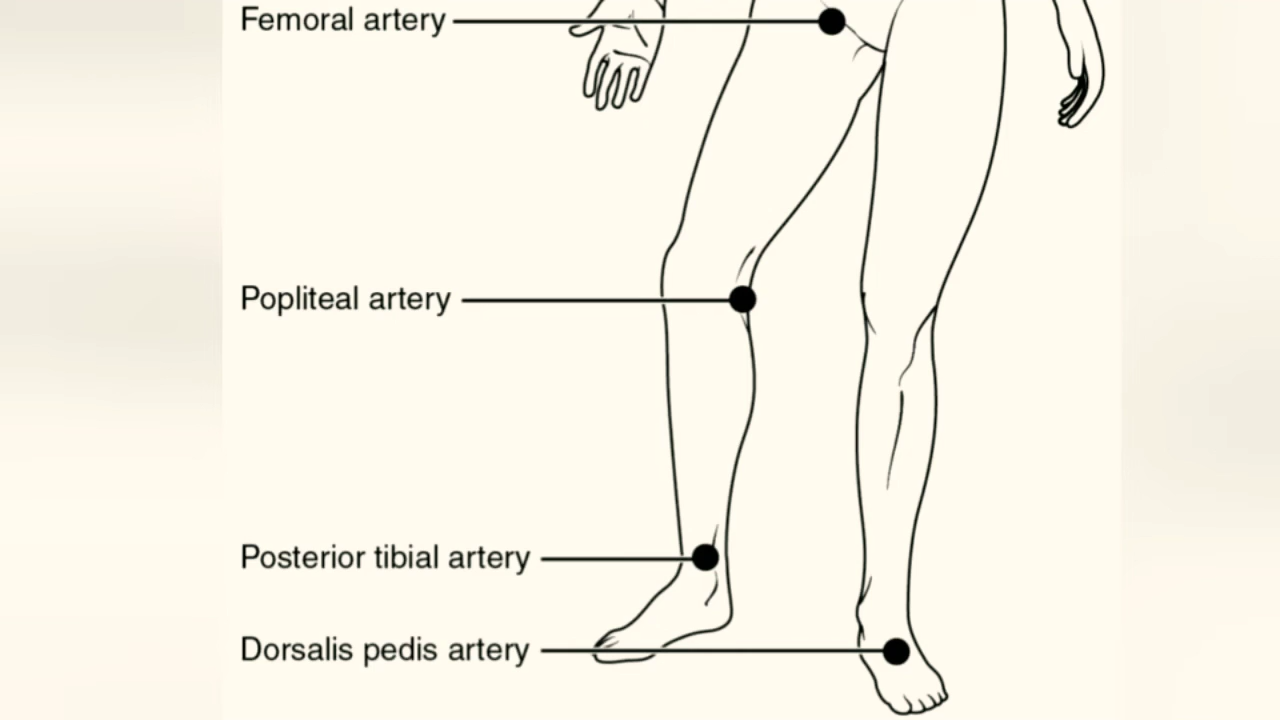 Femoral artery
Popliteal artery
Posterior tibial artery
Dorsalis pedis artery